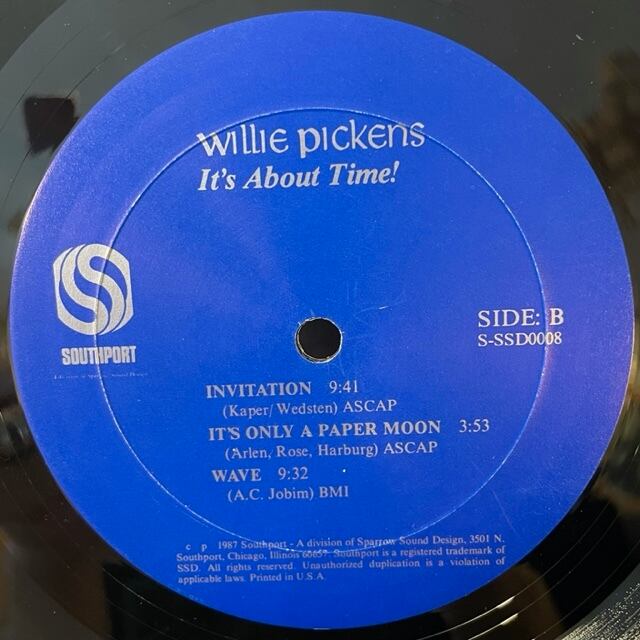 Willie Pickens
It's About Time!
SOUTHPORT
SIDE: B
S-SSD0008
INVITATION 9:41
(Kaper/Wedsten) ASCAP
IT'S ONLY A PAPER MOON 3:53
(Arlen, Rose, Harburg) ASCAP
WAVE 9:32
(A.C. Jobim) BMI
c p 1987 Southport - A division of Sparrow Sound Design, 3501 N.
Southport, Chicago, Illinois 60657. Southport is a registered trademark of
SSD. All rights reserved. Unauthorized duplication is a violation of
applicable laws. Printed in U.S.A.